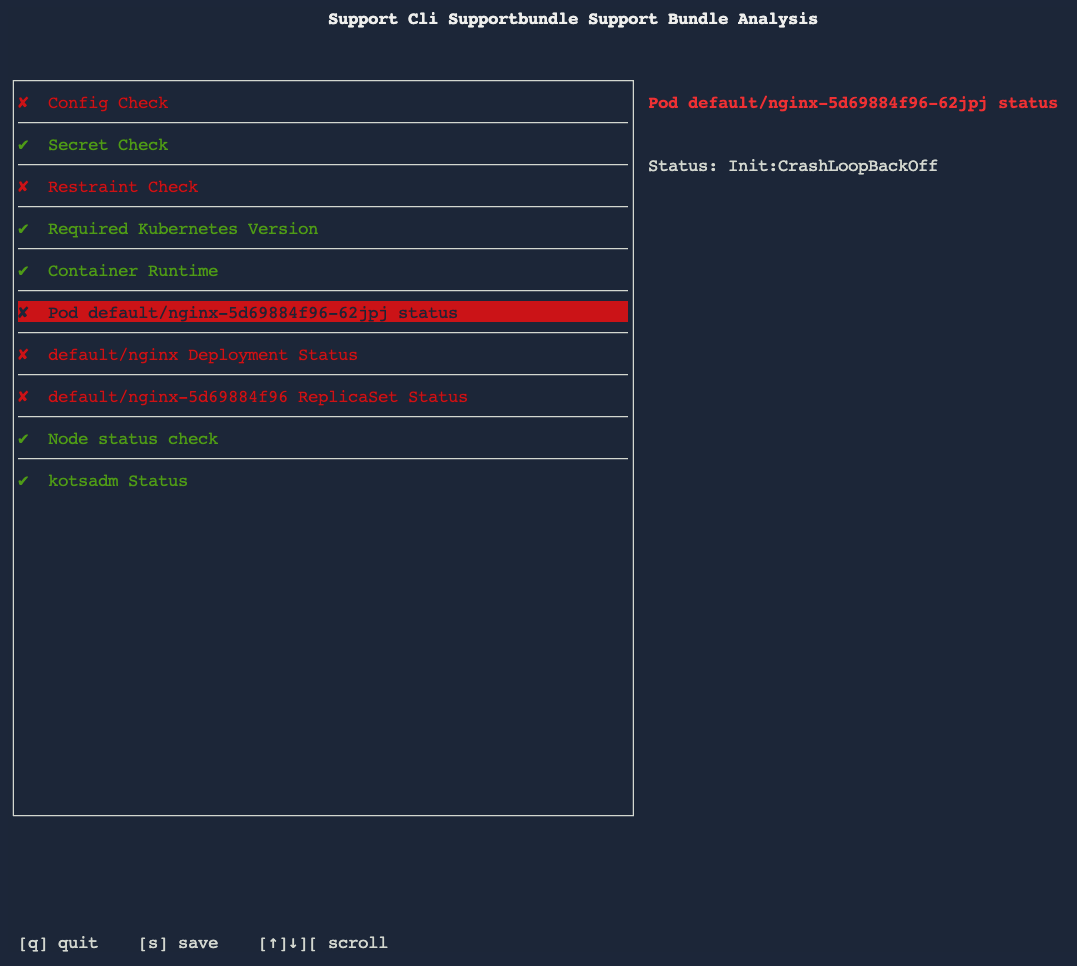 Support Cli Supportbundle Support Bundle Analysis
✘ Config Check
✔ Secret Check
✘ Restraint Check
✔ Required Kubernetes Version
✔ Container Runtime
✘ Pod default/nginx-5d69884f96-62jpj status
✘ default/nginx Deployment Status
✘ default/nginx-5d69884f96 ReplicaSet Status
✔ Node status check
✔ kotsadm Status
Pod default/nginx-5d69884f96-62jpj status
Status: Init:CrashLoopBackOff
[q] quit    [s] save    [↑]↓][ scroll